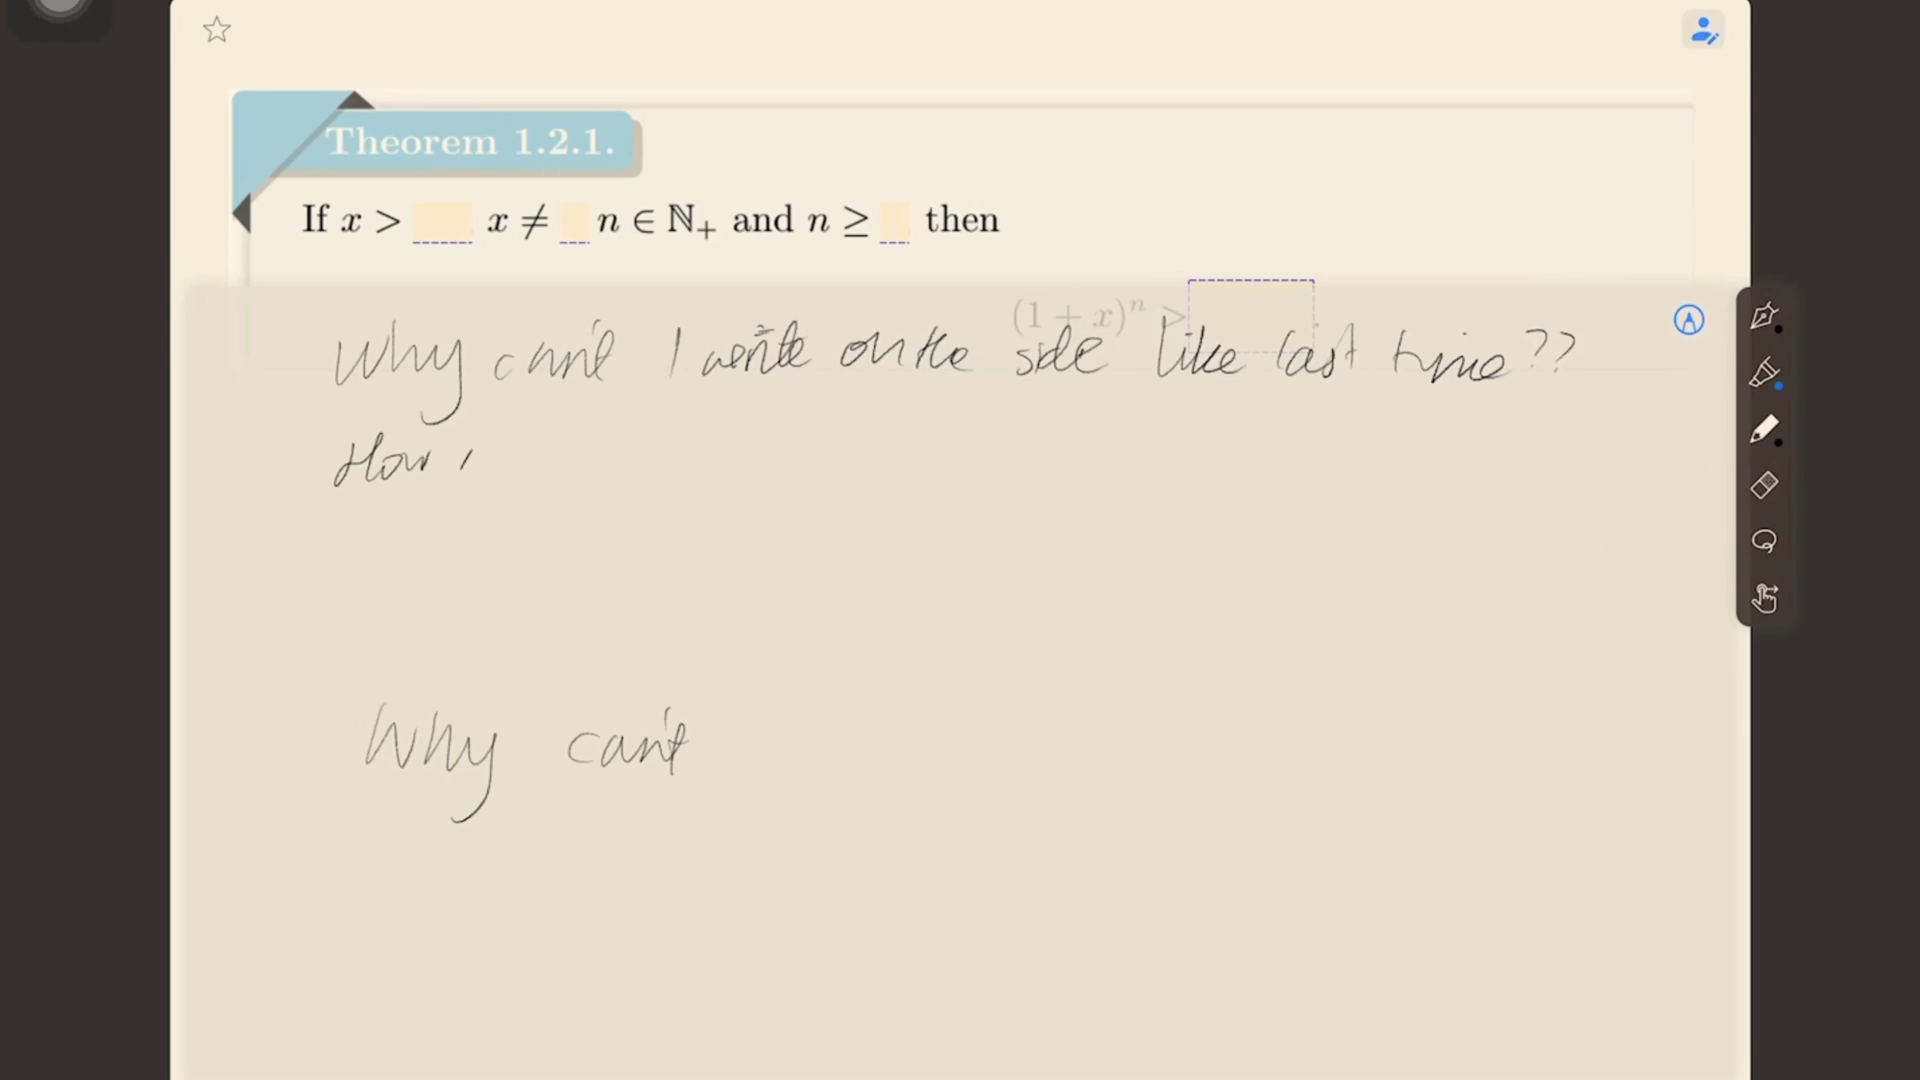 Theorem 1.2.1.
If x > x ≠ n ∈ ℕ₊ and n ≥ then
(1 + x)ⁿ >
Why can't I write on the side like last time??
How
Why can't